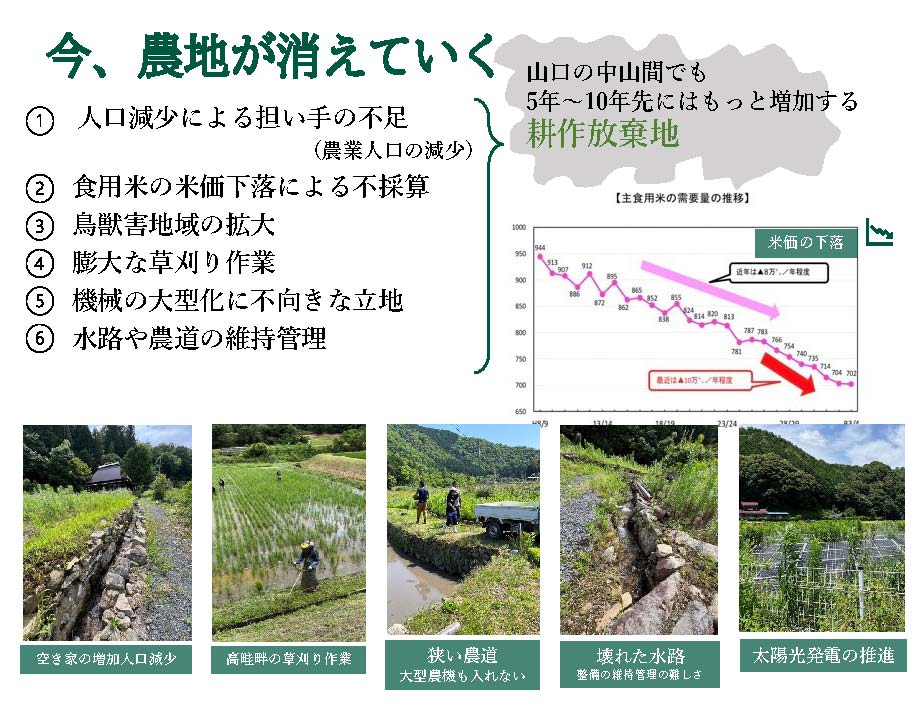 今、農地が消えていく
① 人口減少による担い手の不足
（農業人口の減少）
② 食用米の米価下落による不採算
③ 鳥獣害地域の拡大
④ 膨大な草刈り作業
⑤ 機械の大型化に不向きな立地
⑥ 水路や農道の維持管理
山口の中山間でも
5年～10年先にはもっと増加する
耕作放棄地
【主食用米の需要量の推移】
米価の下落
1000
950
900
850
800
750
700
650
944
913
907
886
912
872
895
862
865
852
838
855
824
814
820
813
781
787
783
766
754
740
735
714
704
702
近年は▲8万㌧／年程度
最近は▲10万㌧／年程度
H8/9
13/14
18/19
23/24
28/29
R3/4
空き家の増加人口減少
高畦畔の草刈り作業
狭い農道
大型農機も入れない
壊れた水路
整備の維持管理の難しさ
太陽光発電の推進